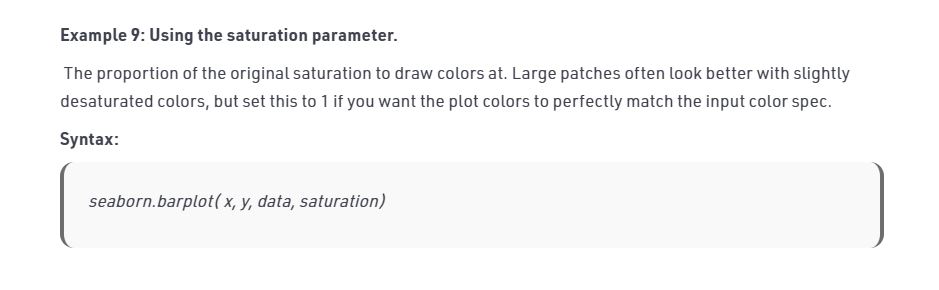 Example 9: Using the saturation parameter.
The proportion of the original saturation to draw colors at. Large patches often look better with slightly
desaturated colors, but set this to 1 if you want the plot colors to perfectly match the input color spec.
Syntax:
seaborn.barplot( x, y, data, saturation)